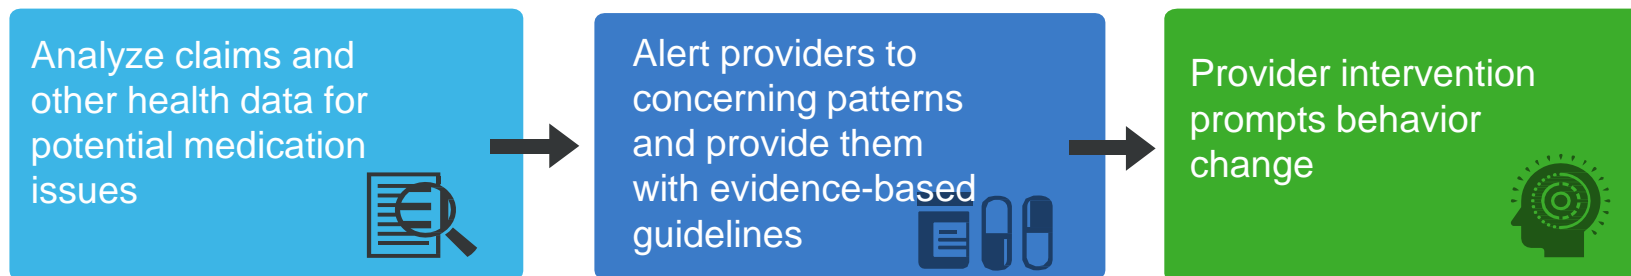 Analyze claims and
other health data for
potential medication
issues
Alert providers to
concerning patterns
and provide them
with evidence-based
guidelines
Provider intervention
prompts behavior
change